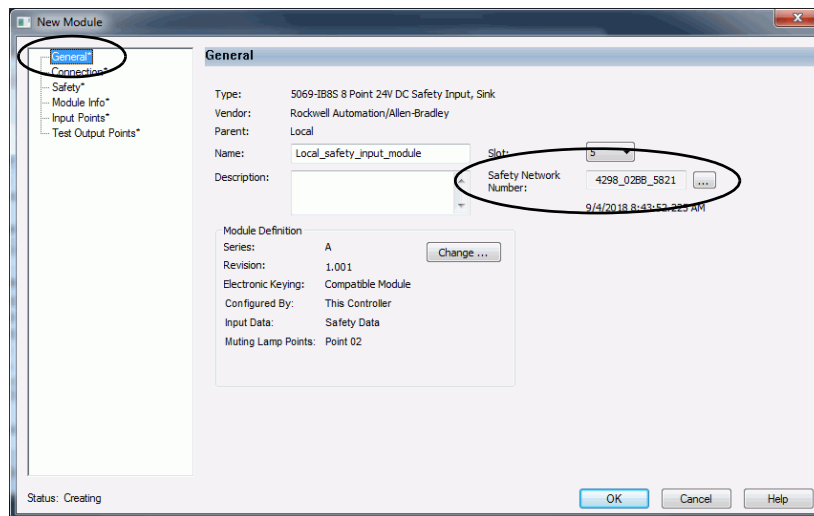 New Module
General*
Connection*
Safety*
Module Info*
Input Points*
Test Output Points*
General
Type: 5069-IB8S 8 Point 24V DC Safety Input, Sink
Vendor: Rockwell Automation/Allen-Bradley
Parent: Local
Name: Local_safety_input_module Slot: 5
Description: Safety Network Number: 4298_02BB_5821 ...
9/4/2018 8:43:52.225 AM
Module Definition
Series: A Change ...
Revision: 1.001
Electronic Keying: Compatible Module
Configured By: This Controller
Input Data: Safety Data
Muting Lamp Points: Point 02
Status: Creating OK Cancel Help